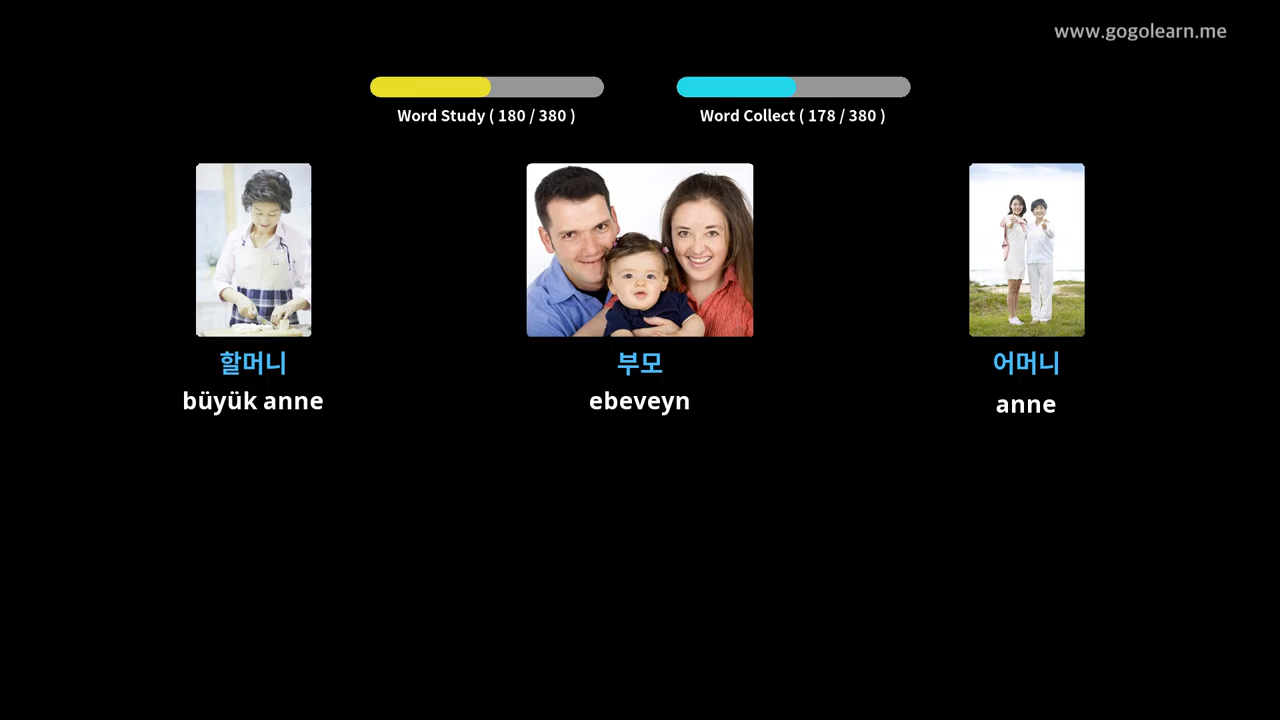 www.gogolearn.me
Word Study ( 180 / 380 )
Word Collect ( 178 / 380 )
할머니
부모
어머니
büyük anne
ebeveyn
anne